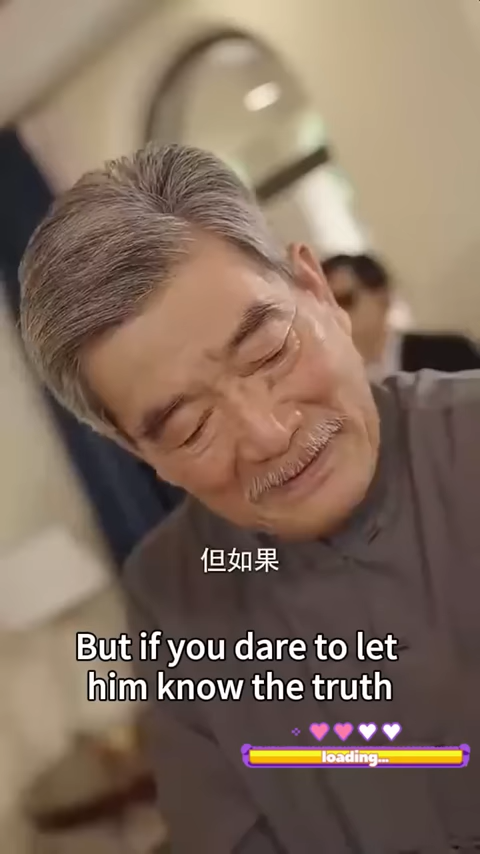 但如果
But if you dare to let
him know the truth
loading...